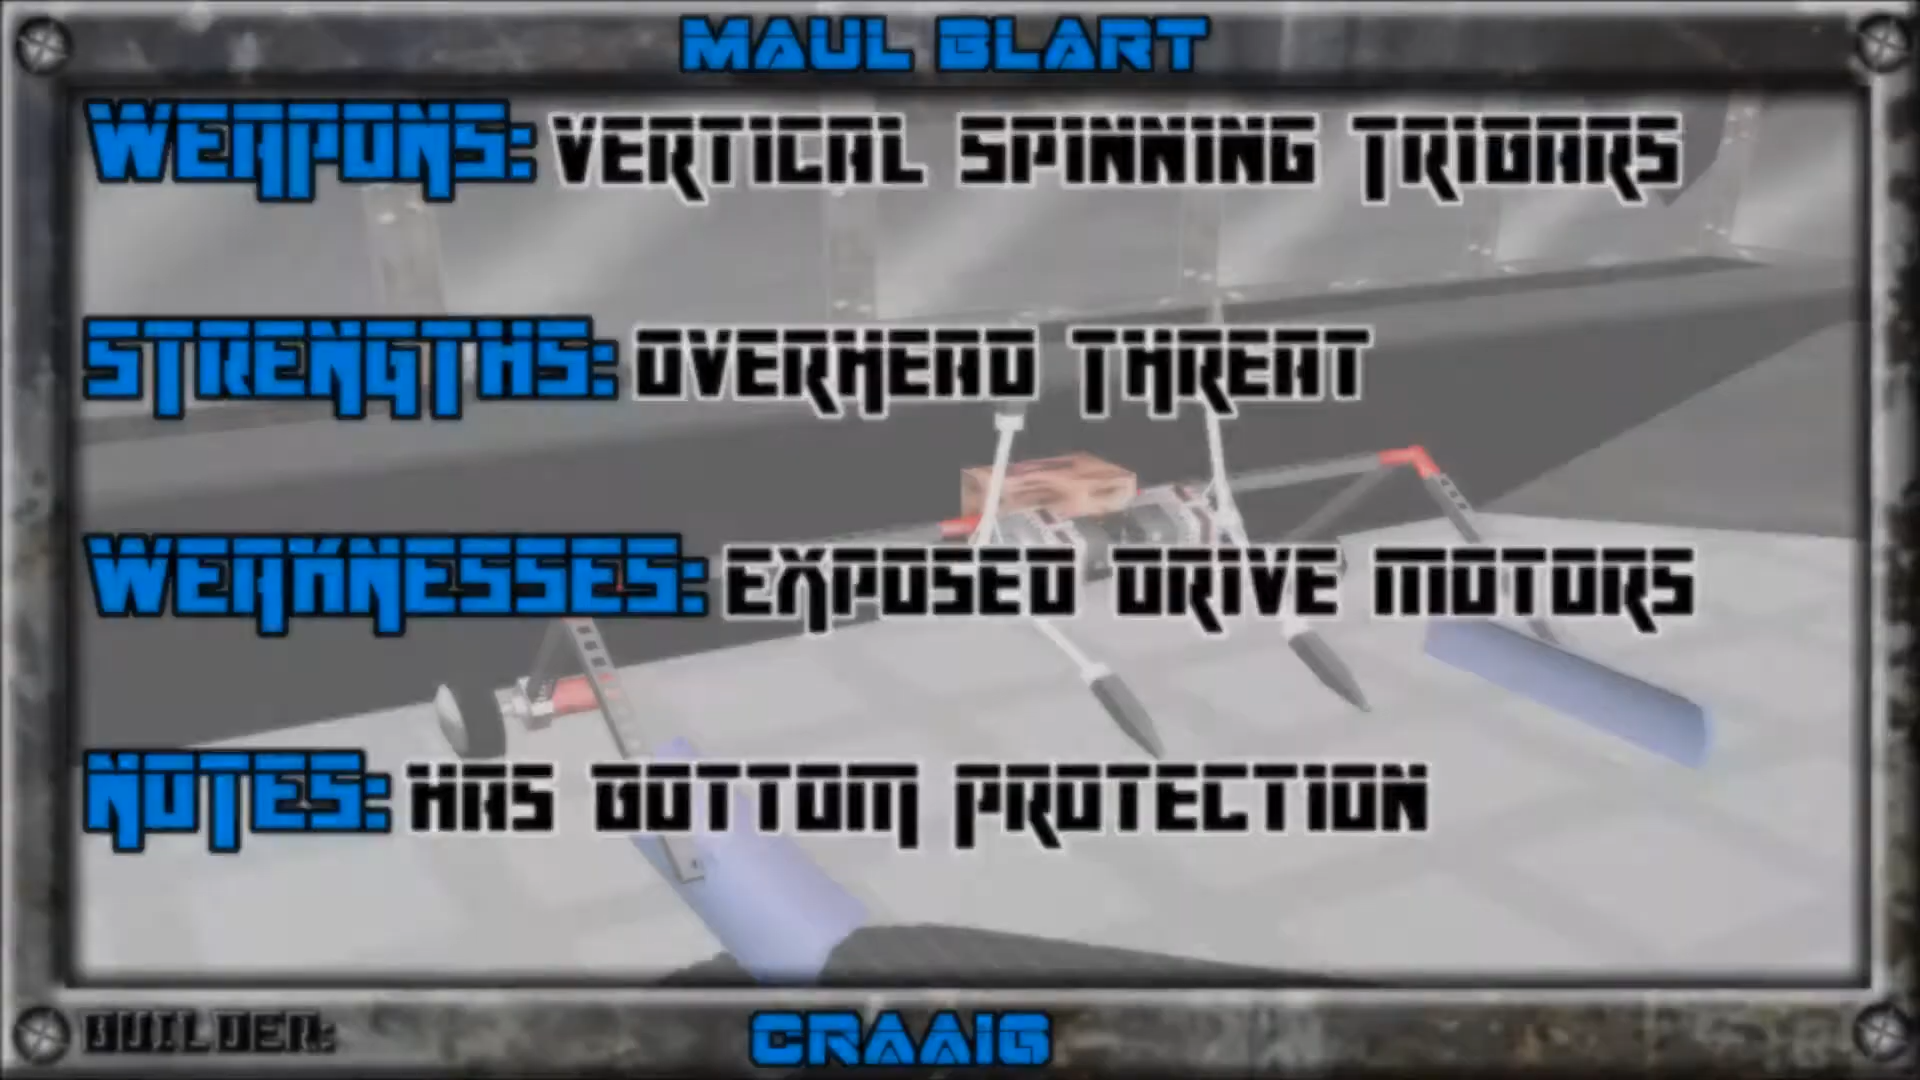 MAUL BLART
WEAPONS: VERTICAL SPINNING TRIBARS
STRENGTHS: OVERHEAD THREAT
WEAKNESSES: EXPOSED DRIVE MOTORS
NOTES: HAS BOTTOM PROTECTION
BUILDER: CRAAIG